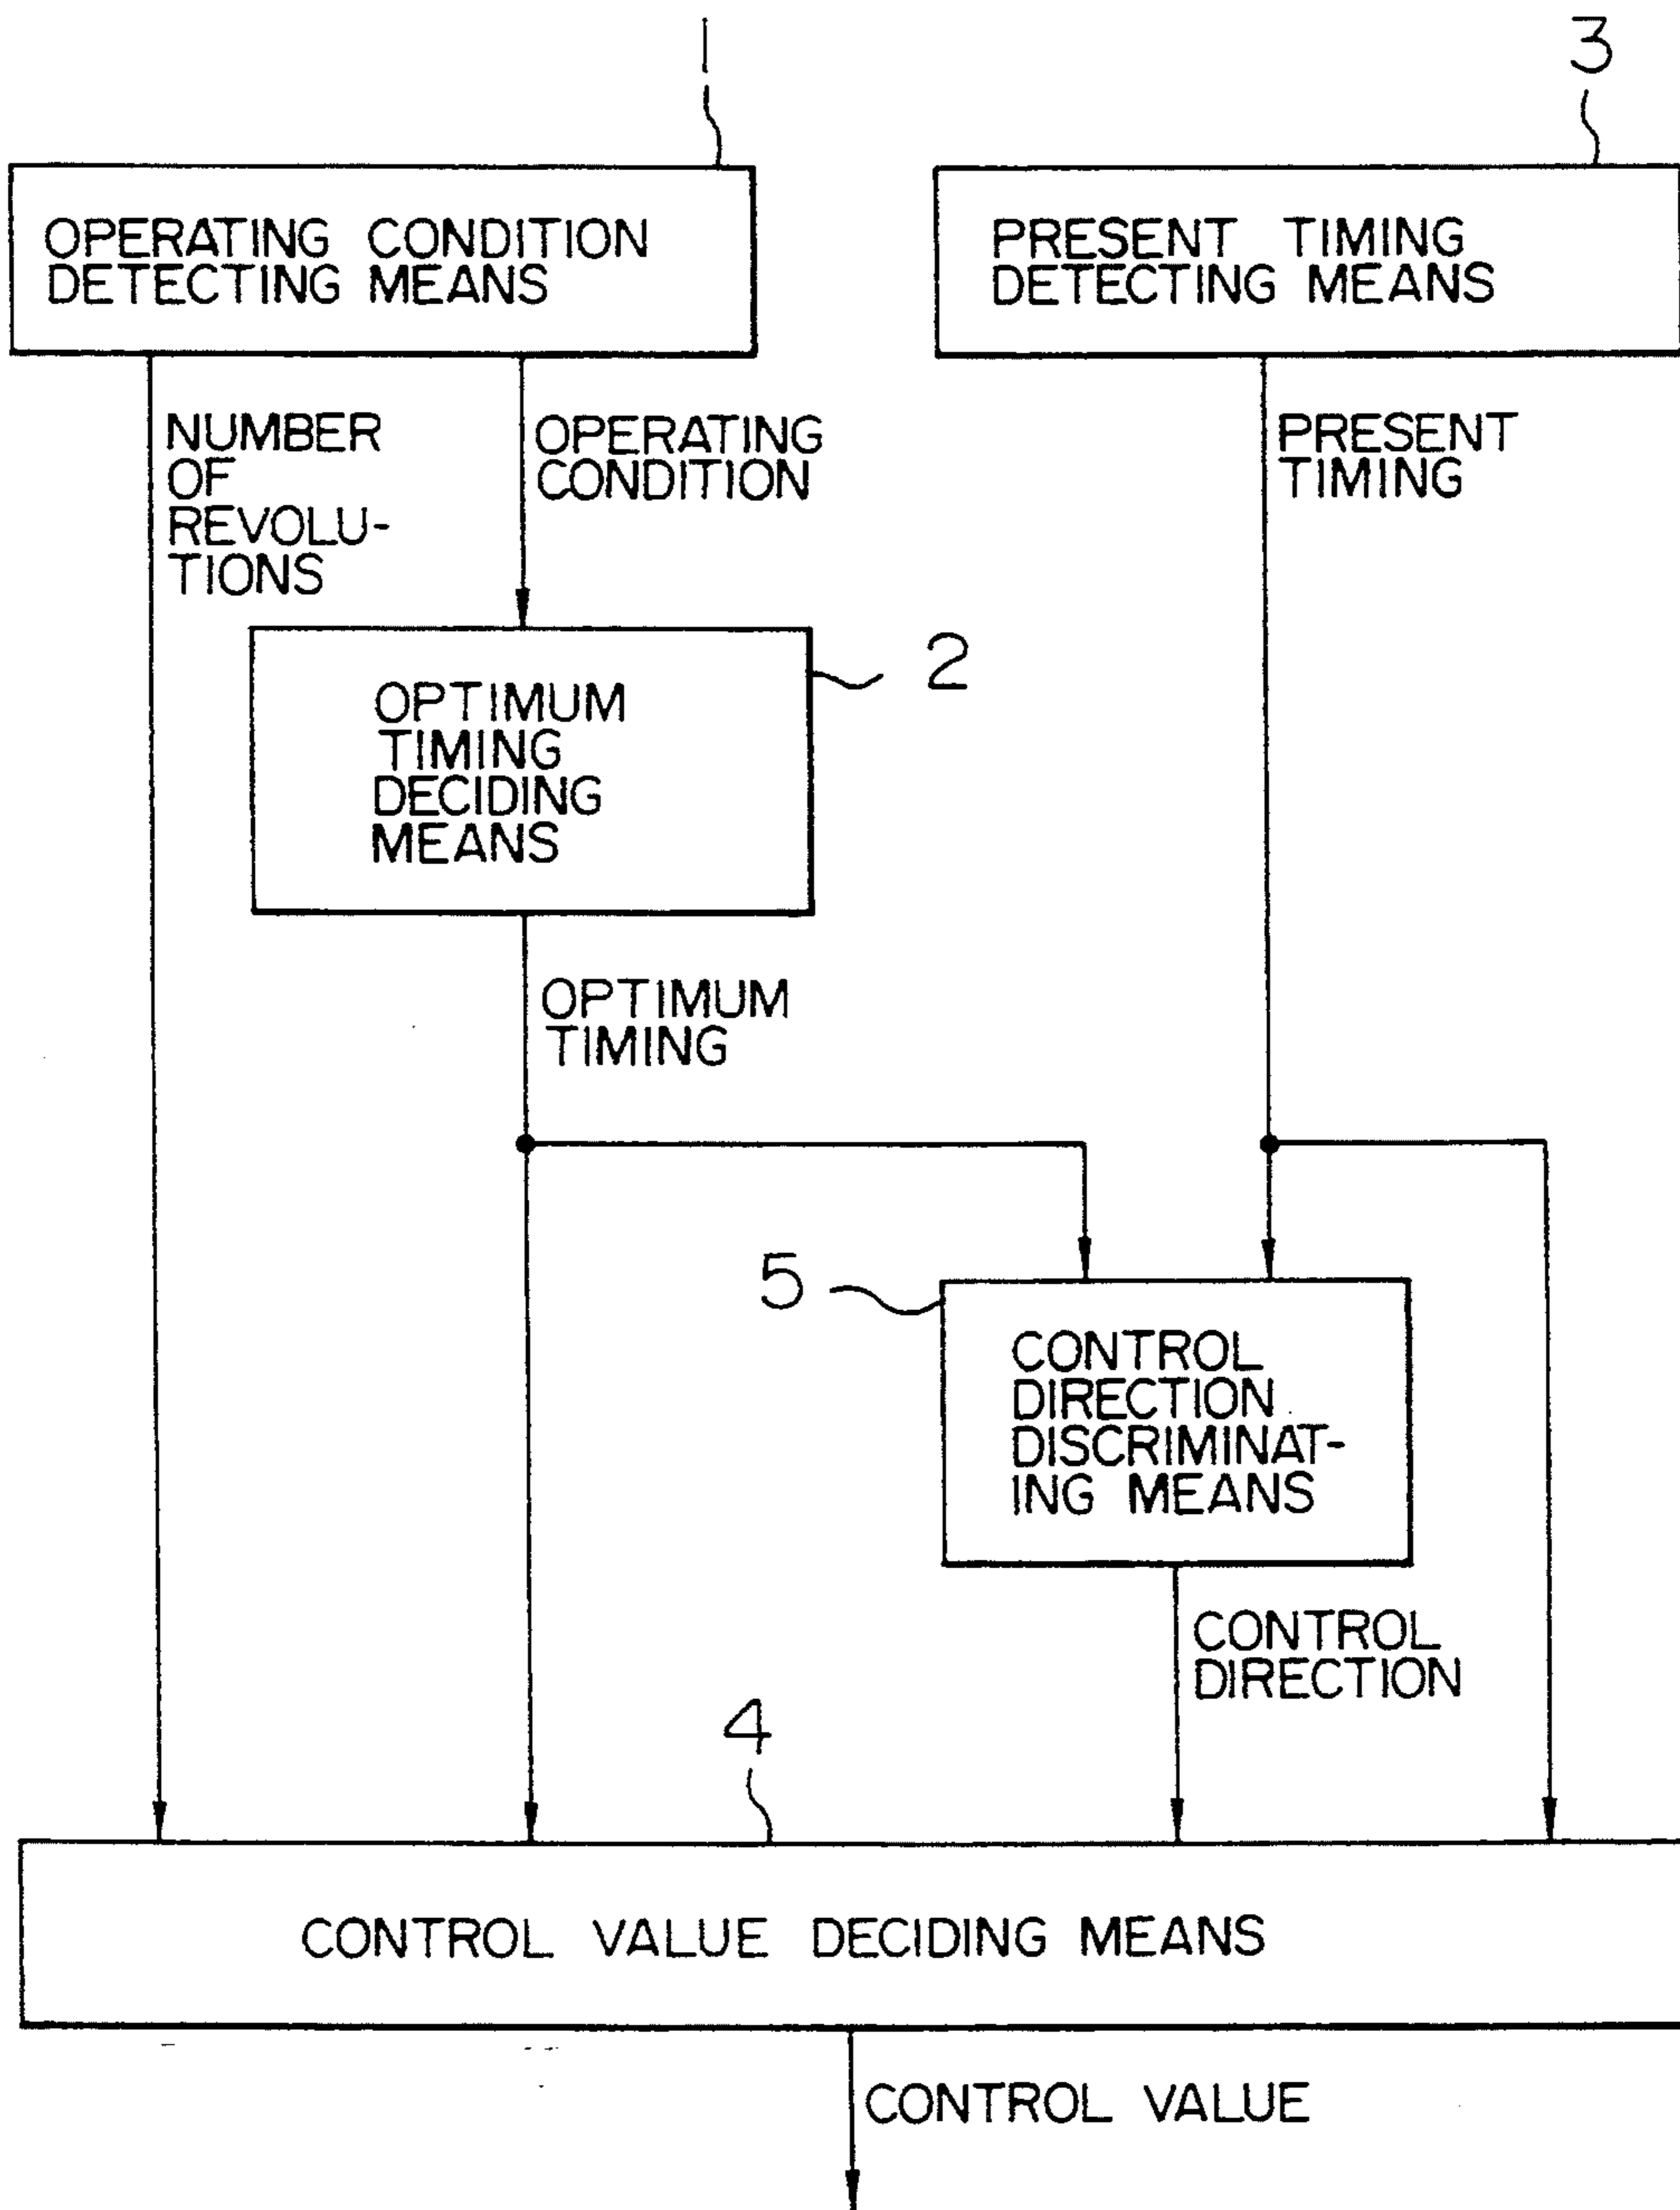 1
3
OPERATING CONDITION
DETECTING MEANS
PRESENT TIMING
DETECTING MEANS
NUMBER
OF
REVOLU-
TIONS
OPERATING
CONDITION
PRESENT
TIMING
2
OPTIMUM
TIMING
DECIDING
MEANS
OPTIMUM
TIMING
5
CONTROL
DIRECTION
DISCRIMINAT-
ING MEANS
CONTROL
DIRECTION
4
CONTROL VALUE DECIDING MEANS
CONTROL VALUE